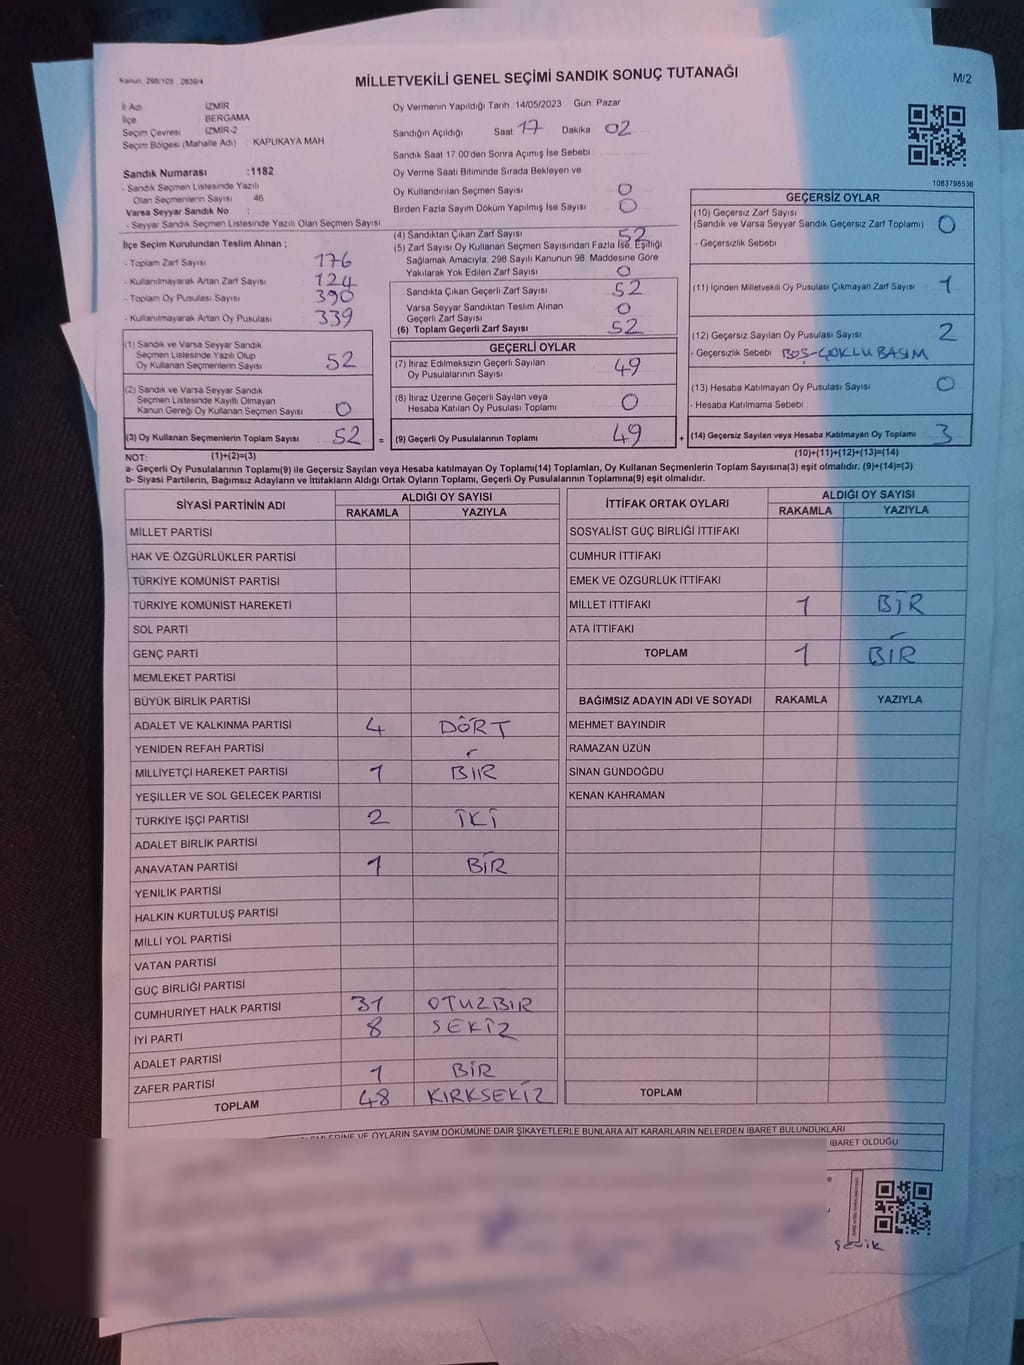 Kanun, 298/105 , 2839/4
MİLLETVEKİLİ GENEL SEÇİMİ SANDIK SONUÇ TUTANAĞI
M/2
İl Adı : İZMİR
İlçe : BERGAMA
Seçim Çevresi : İZMİR-2
Seçim Bölgesi (Mahalle Adı) : KAPUKAYA MAH
Sandık Numarası :1182
- Sandık Seçmen Listesinde Yazılı
Olan Seçmenlerin Sayısı : 46
Varsa Seyyar Sandık No :
- Seyyar Sandık Seçmen Listesinde Yazılı Olan Seçmen Sayısı
Oy Vermenin Yapıldığı Tarih :14/05/2023 Gün Pazar
Sandığın Açıldığı Saat 17 Dakika 02
Sandık Saat 17:00'den Sonra Açımış İse Sebebi
Oy Verme Saati Bitiminde Sırada Bekleyen ve
Oy Kullandırılan Seçmen Sayısı 0
Birden Fazla Sayım Döküm Yapılmış İse Sayısı 0
1083798536
İlçe Seçim Kurulundan Teslim Alınan ;
- Toplam Zarf Sayısı 176
- Kullanılmayarak Artan Zarf Sayısı 124
- Toplam Oy Pusulası Sayısı 390
- Kullanılmayarak Artan Oy Pusulası 339
(1) Sandık ve Varsa Seyyar Sandık
Seçmen Listesinde Yazılı Olup
Oy Kullanan Seçmenlerin Sayısı 52
(2) Sandık ve Varsa Seyyar Sandık
Seçmen Listesinde Kayıtlı Olmayan
Kanun Gereği Oy Kullanan Seçmen Sayısı 0
(3) Oy Kullanan Seçmenlerin Toplam Sayısı 52 =
(4) Sandıktan Çıkan Zarf Sayısı 52
(5) Zarf Sayısı Oy Kullanan Seçmen Sayısından Fazla İse, Eşitliği
Sağlamak Amacıyla, 298 Sayılı Kanunun 98. Maddesine Göre
Yakılarak Yok Edilen Zarf Sayısı 0
Sandıkta Çıkan Geçerli Zarf Sayısı 52
Varsa Seyyar Sandıktan Teslim Alınan
Geçerli Zarf Sayısı 0
(6) Toplam Geçerli Zarf Sayısı 52
GEÇERLİ OYLAR
(7) İtiraz Edilmeksizin Geçerli Sayılan
Oy Pusulalarının Sayısı 49
(8) İtiraz Üzerine Geçerli Sayılan veya
Hesaba Katılan Oy Pusulası Toplamı 0
(9) Geçerli Oy Pusulalarının Toplamı 49 +
GEÇERSİZ OYLAR
(10) Geçersiz Zarf Sayısı
(Sandık ve Varsa Seyyar Sandık Geçersiz Zarf Toplamı) 0
- Geçersizlik Sebebi
(11) İçinden Milletvekili Oy Pusulası Çıkmayan Zarf Sayısı 1
(12) Geçersiz Sayılan Oy Pusulası Sayısı 2
- Geçersizlik Sebebi BOŞ-ÇOKLU BASIM
(13) Hesaba Katılmayan Oy Pusulası Sayısı 0
- Hesaba Katılmama Sebebi
(14) Geçersiz Sayılan veya Hesaba Katılmayan Oy Toplamı 3
NOT: (1)+(2)=(3)
(10)+(11)+(12)+(13)=(14)
a- Geçerli Oy Pusulalarının Toplamı(9) ile Geçersiz Sayılan veya Hesaba katılmayan Oy Toplamı(14) Toplamları, Oy Kullanan Seçmenlerin Toplam Sayısına(3) eşit olmalıdır. (9)+(14)=(3)
b- Siyasi Partilerin, Bağımsız Adayların ve İttifakların Aldığı Ortak Oyların Toplamı, Geçerli Oy Pusulalarının Toplamına(9) eşit olmalıdır.
SİYASİ PARTİNİN ADI ALDIĞI OY SAYISI
RAKAMLA YAZIYLA
MİLLET PARTİSİ
HAK VE ÖZGÜRLÜKLER PARTİSİ
TÜRKİYE KOMÜNİST PARTİSİ
TÜRKİYE KOMÜNİST HAREKETİ
SOL PARTİ
GENÇ PARTİ
MEMLEKET PARTİSİ
BÜYÜK BİRLİK PARTİSİ
ADALET VE KALKINMA PARTİSİ 4 DÖRT
YENİDEN REFAH PARTİSİ
MİLLİYETÇİ HAREKET PARTİSİ 1 BİR
YEŞİLLER VE SOL GELECEK PARTİSİ
TÜRKİYE İŞÇİ PARTİSİ 2 İKİ
ADALET BİRLİK PARTİSİ
ANAVATAN PARTİSİ 1 BİR
YENİLİK PARTİSİ
HALKIN KURTULUŞ PARTİSİ
MİLLİ YOL PARTİSİ
VATAN PARTİSİ
GÜÇ BİRLİĞİ PARTİSİ
CUMHURİYET HALK PARTİSİ 31 OTUZBIR
İYİ PARTİ 8 SEKİZ
ADALET PARTİSİ
ZAFER PARTİSİ 1 BİR
TOPLAM 48 KIRKSEKİZ
İTTİFAK ORTAK OYLARI ALDIĞI OY SAYISI
RAKAMLA YAZIYLA
SOSYALİST GÜÇ BİRLİĞİ İTTİFAKI
CUMHUR İTTİFAKI
EMEK VE ÖZGÜRLÜK İTTİFAKI
MİLLET İTTİFAKI 1 BİR
ATA İTTİFAKI
TOPLAM 1 BİR
BAĞIMSIZ ADAYIN ADI VE SOYADI RAKAMLA YAZIYLA
MEHMET BAYINDIR
RAMAZAN UZUN
SİNAN GÜNDOĞDU
KENAN KAHRAMAN
TOPLAM
VE OYLARIN SAYIM DÖKÜMÜNE DAİR ŞİKAYETLERLE BUNLARA AİT KARARLARIN NELERDEN İBARET BULUNDUKLARI
İBARET OLDUĞU